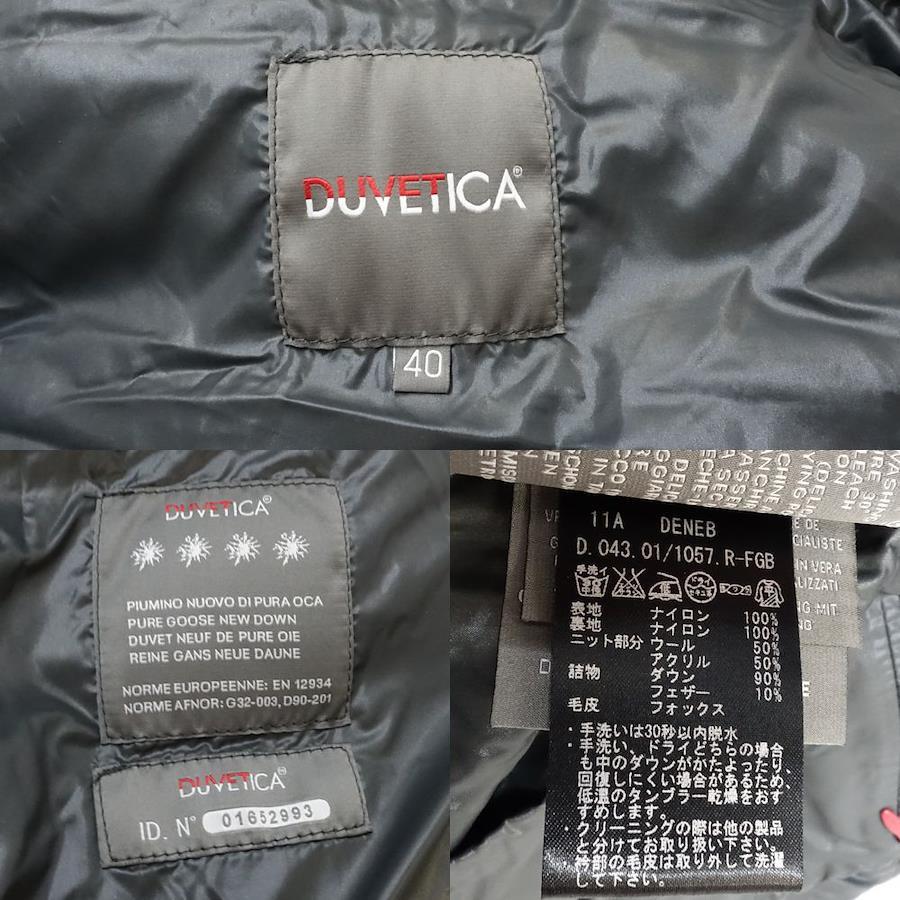 DUVETICA®
40
DUVETICA®
PIUMINO NUOVO DI PURA OCA
PURE GOOSE NEW DOWN
DUVET NEUF DE PURE OIE
REINE GANS NEUE DAUNE
NORME EUROPEENNE: EN 12934
NORME AFNOR: G32-003, D90-201
DUVETICA®
ID. N° 01652993
11A DENEB
D.043.01/1057.R-FGB
手洗イ
表地 ナイロン 100%
裏地 ナイロン 100%
ニット部分 ウール 50%
アクリル 50%
詰物 ダウン 90%
フェザー 10%
毛皮 フォックス
・手洗いは30秒以内脱水
・手洗い、ドライどちらの場合
も中のダウンがかたよったり、
回復しにくい場合があるため、
低温のタンブラー乾燥をおす
すめします。
・クリーニングの際は他の製品
と分けてお取り扱い下さい。
・衿部の毛皮は取り外して洗濯
して下さい。